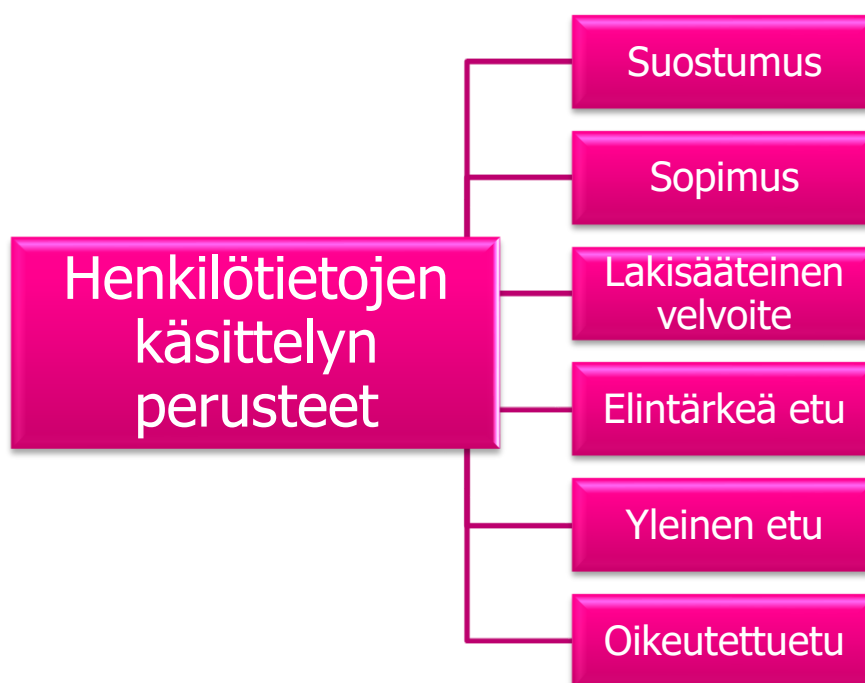 Henkilötietojen
käsittelyn
perusteet
Suostumus
Sopimus
Lakisääteinen
velvoite
Elintärkeä etu
Yleinen etu
Oikeutettuetu